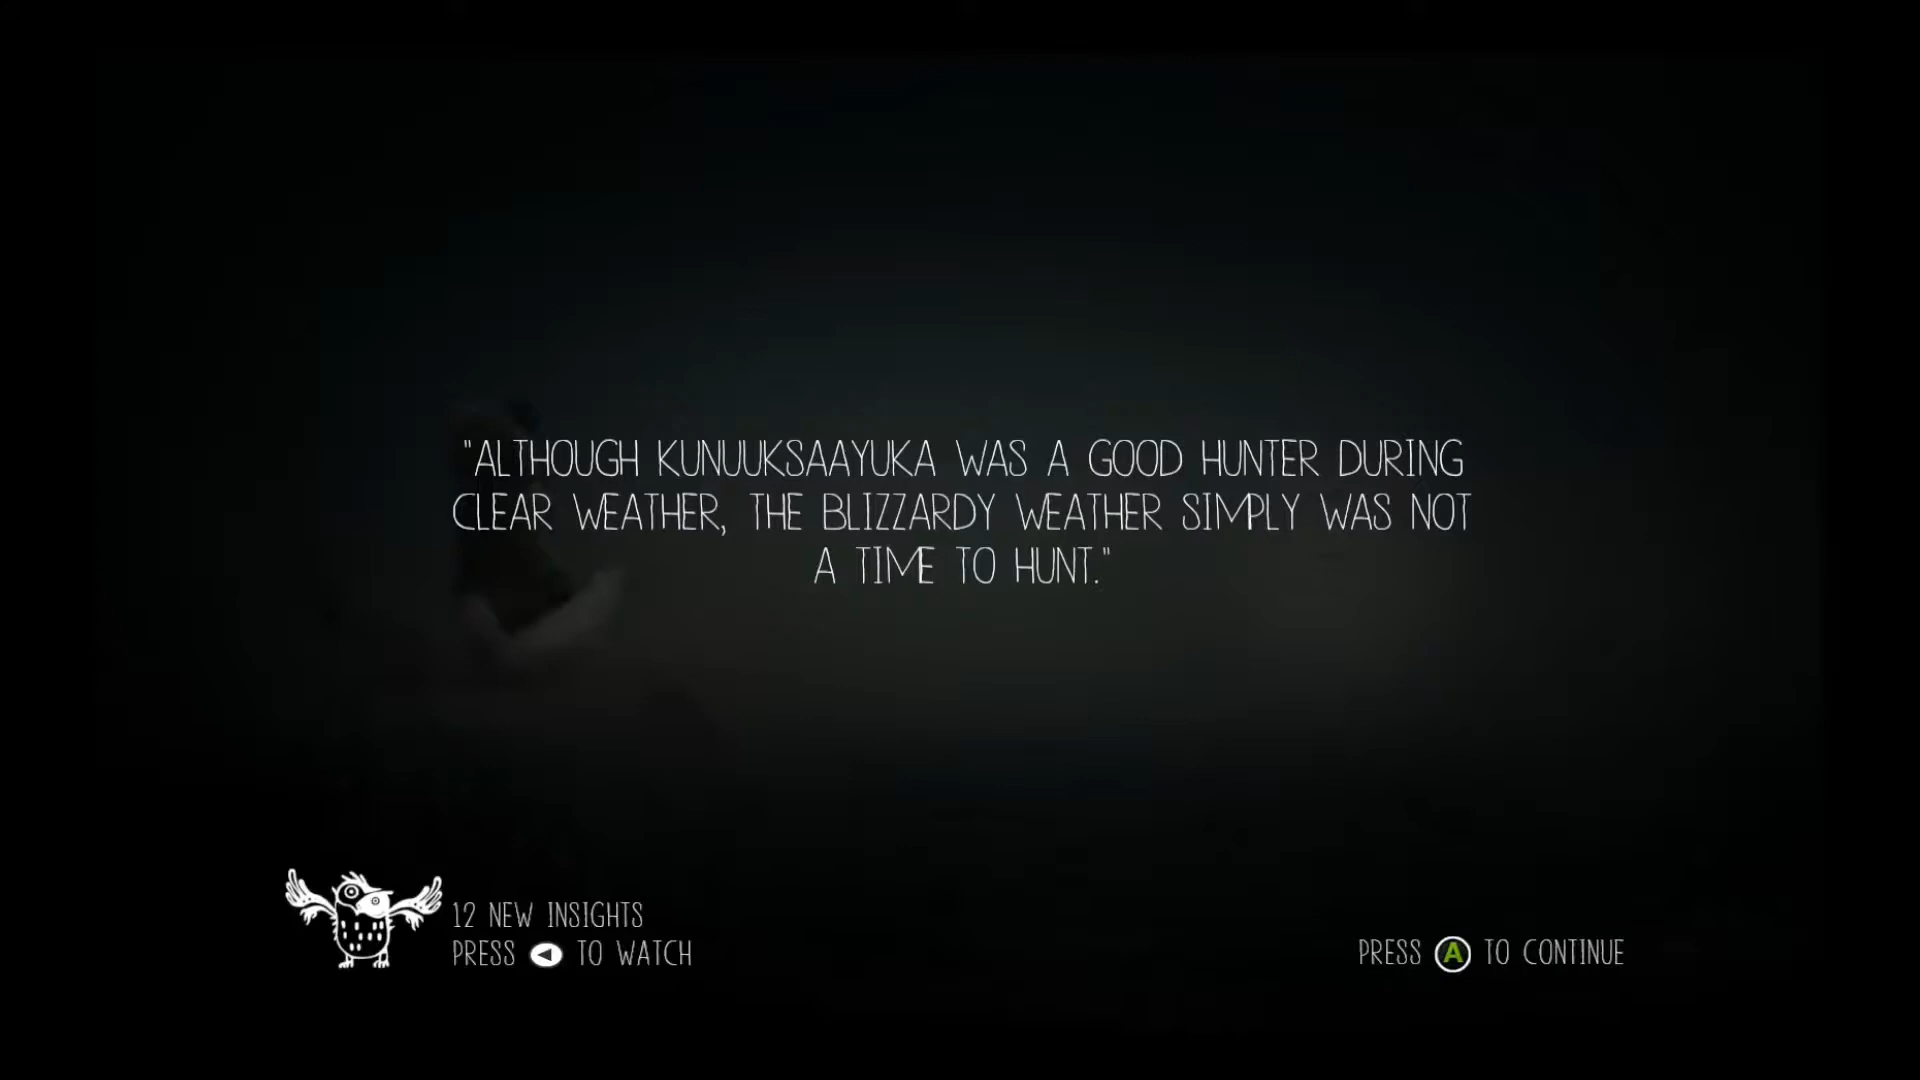 "ALTHOUGH KUNUUKSAAYUKA WAS A GOOD HUNTER DURING
CLEAR WEATHER, THE BLIZZARDY WEATHER SIMPLY WAS NOT
A TIME TO HUNT."
12 NEW INSIGHTS
PRESS ◄ TO WATCH
PRESS A TO CONTINUE